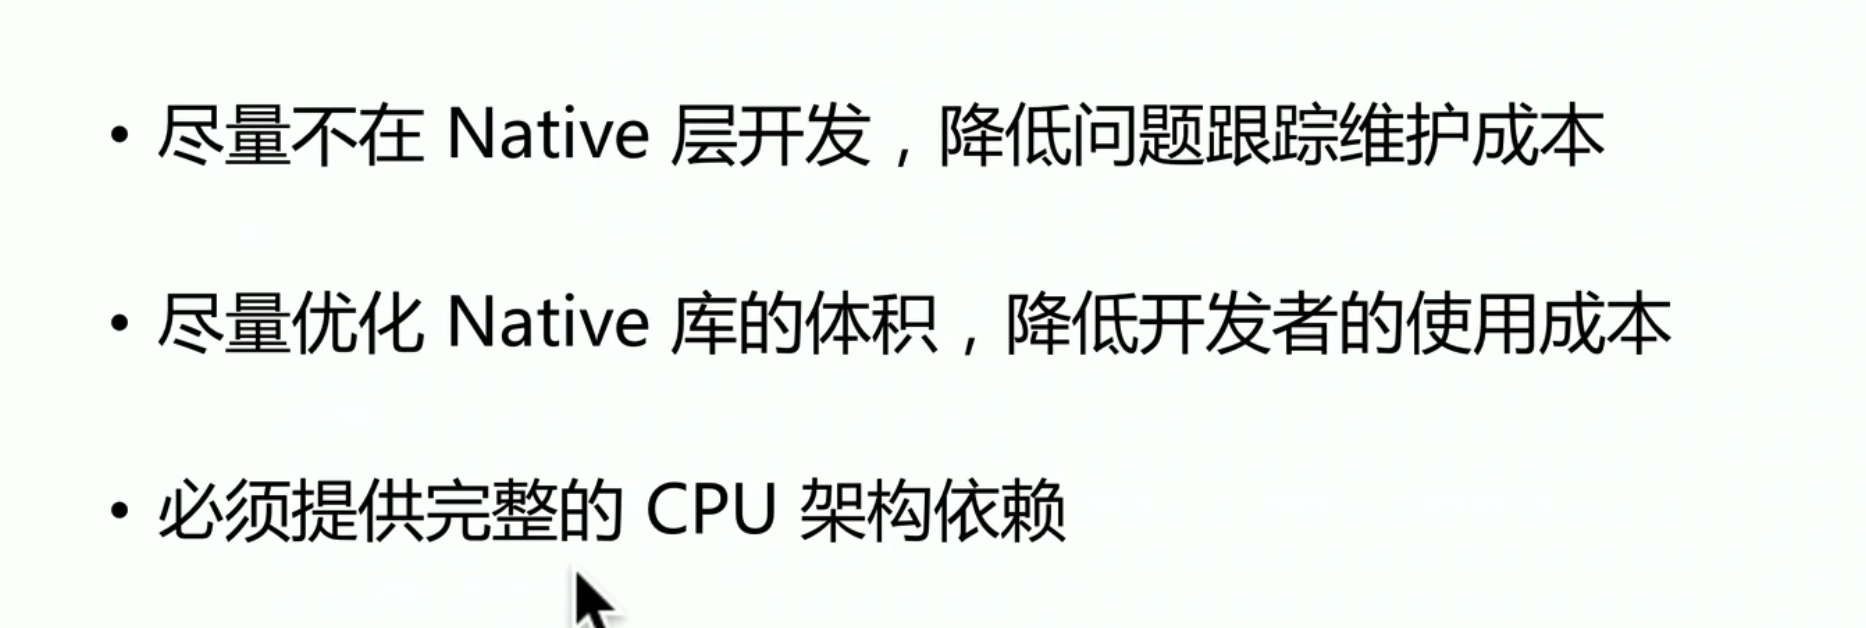 • 尽量不在 Native 层开发，降低问题跟踪维护成本
• 尽量优化 Native 库的体积，降低开发者的使用成本
• 必须提供完整的 CPU 架构依赖